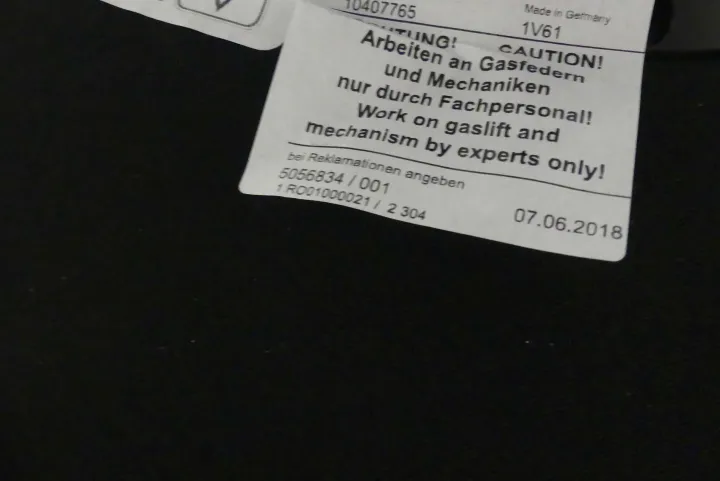 10407765
Made in Germany
1V61
CAUTION!
Arbeiten an Gasfedern
und Mechaniken
nur durch Fachpersonal!
Work on gaslift and
mechanism by experts only!
bei Reklamationen angeben
5056834 / 001
1 RO01000021 / 2 304
07.06.2018